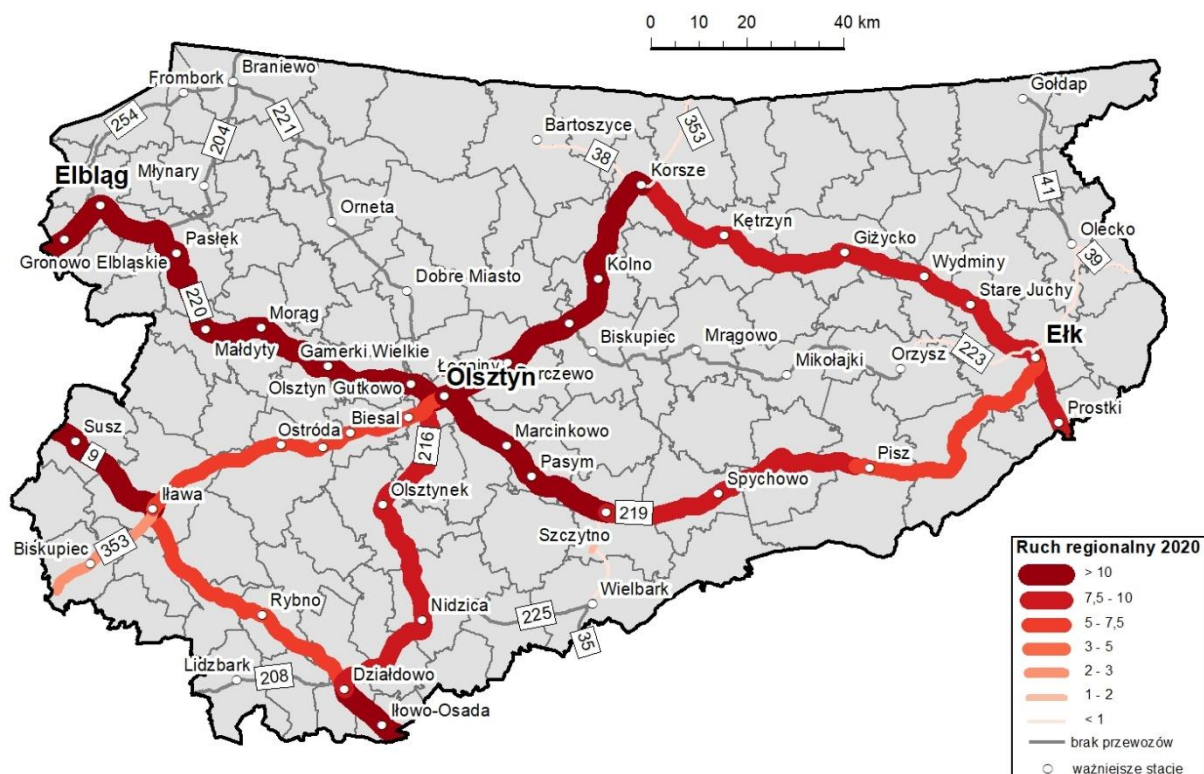 0 10 20 40 km
Braniewo
Frombork
Gołdap
254
204
221
Bartoszyce
353
38
Elbląg
Młynary
Korsze
41
Orneta
Kętrzyn
Olecko
Pasłęk
Giżycko
39
Gronowo Elbląskie
Dobre Miasto
Kolno
Wydminy
220
Stare Juchy
Morąg
Małdyty
Gamerki Wielkie
Biskupiec
Mrągowo
Ełk
223
Łęgajny
Mikołajki
Orzysz
Olsztyn Gutkowo
Olsztyn
Biesal
Prostki
Susz
Ostróda
Marcinkowo
9
216
Pasym
Pisz
Iława
Olsztynek
Spychowo
219
Szczytno
Biskupiec
353
Rybno
Nidzica
Wielbark
225
35
Lidzbark
208
Działdowo
Iłowo-Osada
Ruch regionalny 2020
> 10
7,5 - 10
5 - 7,5
3 - 5
2 - 3
1 - 2
< 1
brak przewozów
ważniejsze stacje